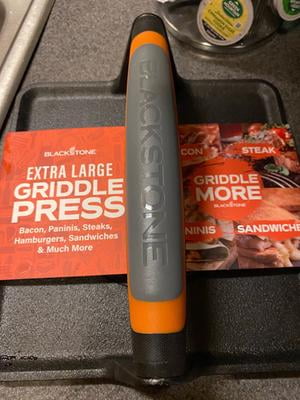 BLACKSTONE
EXTRA LARGE
GRIDDLE
PRESS
Bacon, Paninis, Steaks,
Hamburgers, Sandwiches
& Much More
BLACKSTONE
CON
STEAK
GRIDDLE
MORE
BLACKSTONE
NINIS
SANDWICHE